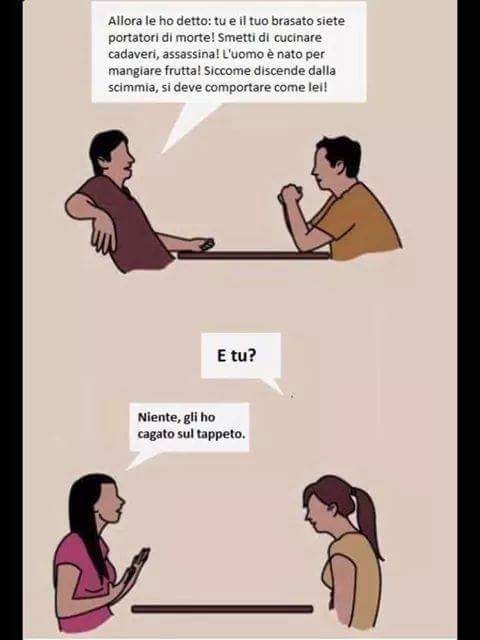 Allora le ho detto: tu e il tuo brasato siete
portatori di morte! Smetti di cucinare
cadaveri, assassina! L'uomo è nato per
mangiare frutta! Siccome discende dalla
scimmia, si deve comportare come lei!
E tu?
Niente, gli ho
cagato sul tappeto.